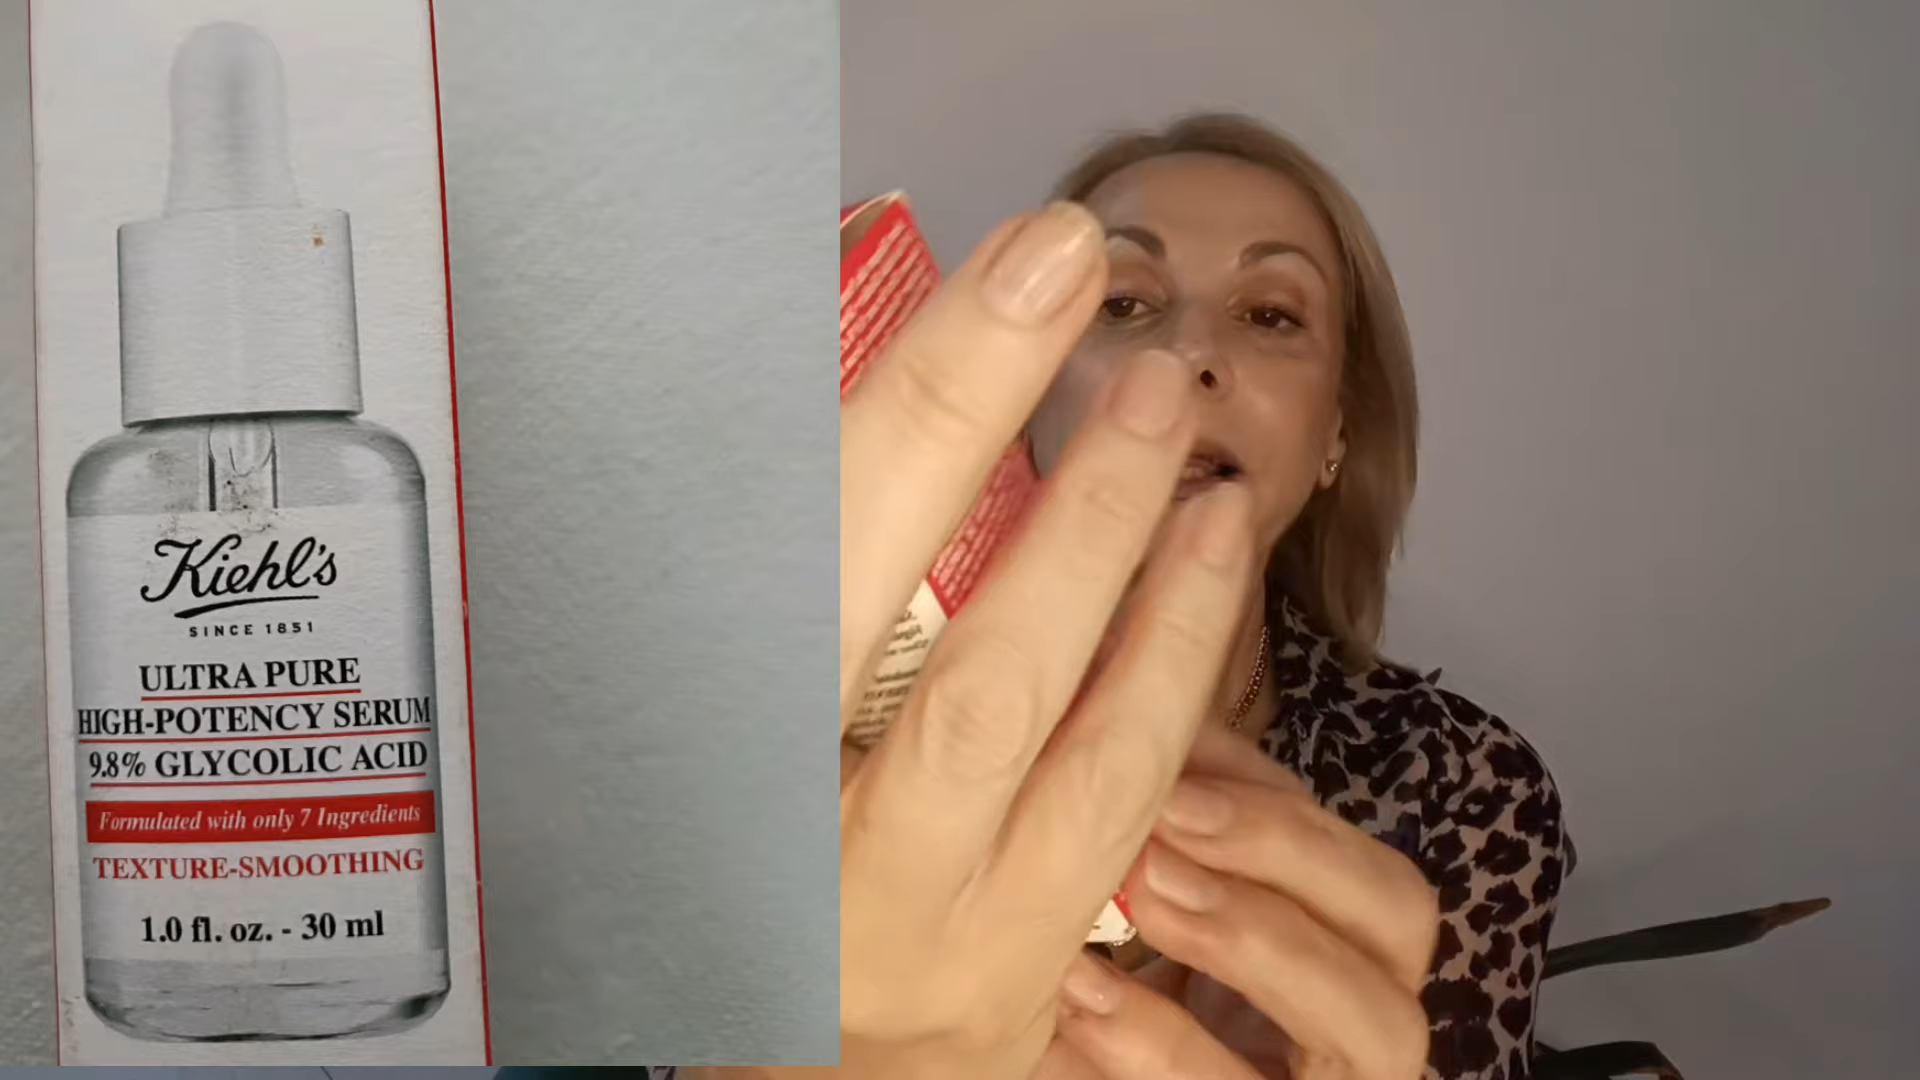 Kiehl's
SINCE 1851
ULTRA PURE
HIGH-POTENCY SERUM
9.8% GLYCOLIC ACID
Formulated with only 7 Ingredients
TEXTURE-SMOOTHING
1.0 fl. oz. - 30 ml